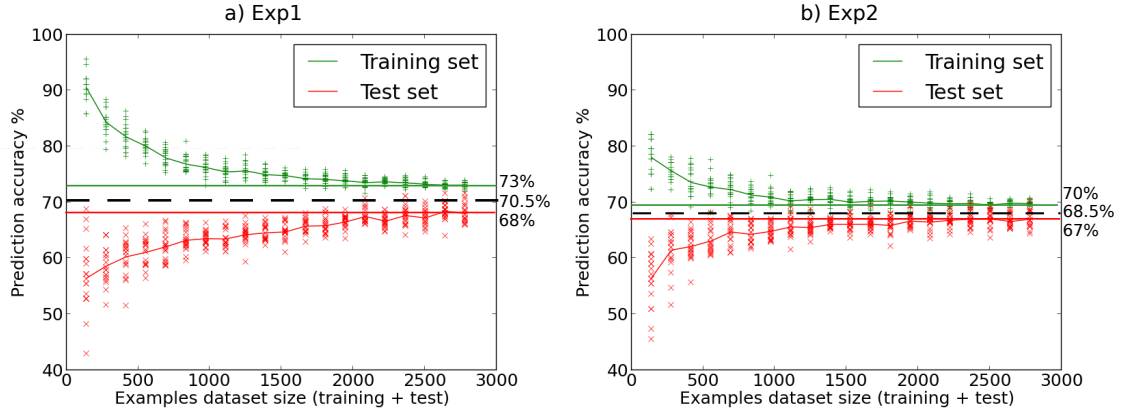 a) Exp1
100
90
80
70
60
50
40
Prediction accuracy %
Training set
Test set
73%
70.5%
68%
0 500 1000 1500 2000 2500 3000
Examples dataset size (training + test)
b) Exp2
100
90
80
70
60
50
40
Prediction accuracy %
Training set
Test set
70%
68.5%
67%
0 500 1000 1500 2000 2500 3000
Examples dataset size (training + test)